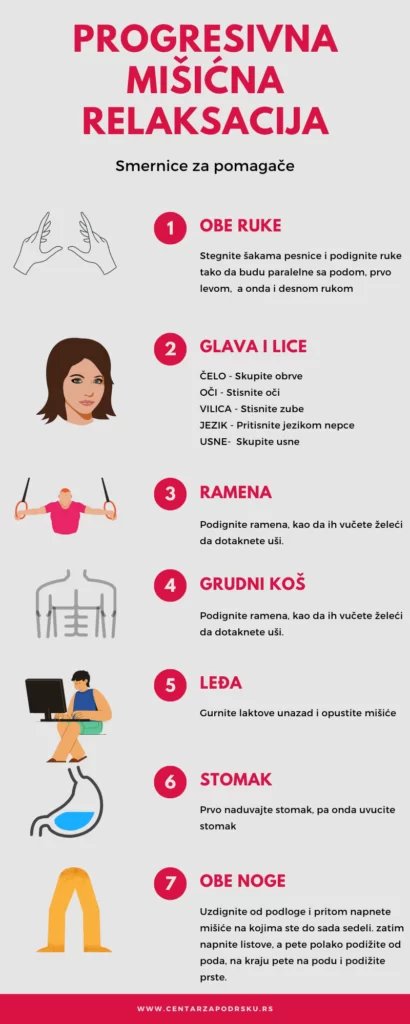 PROGRESIVNA
MIŠIĆNA
RELAKSACIJA
Smernice za pomagače
1
OBE RUKE
Stegnite šakama pesnice i podignite ruke
tako da budu paralelne sa podom, prvo
levom, a onda i desnom rukom
2
GLAVA I LICE
ČELO - Skupite obrve
OČI - Stisnite oči
VILICA - Stisnite zube
JEZIK - Pritisnite jezikom nepce
USNE- Skupite usne
3
RAMENA
Podignite ramena, kao da ih vučete želeći
da dotaknete uši.
4
GRUDNI KOŠ
Podignite ramena, kao da ih vučete želeći
da dotaknete uši.
5
LEĐA
Gurnite laktove unazad i opustite mišiće
6
STOMAK
Prvo naduvajte stomak, pa onda uvucite
stomak
7
OBE NOGE
Uzdignite od podloge i pritom napnete
mišiće na kojima ste do sada sedeli. zatim
napnite listove, a pete polako podižite od
poda, na kraju pete na podu i podižite
prste.
WWW.CENTARZAPODRSKU.RS